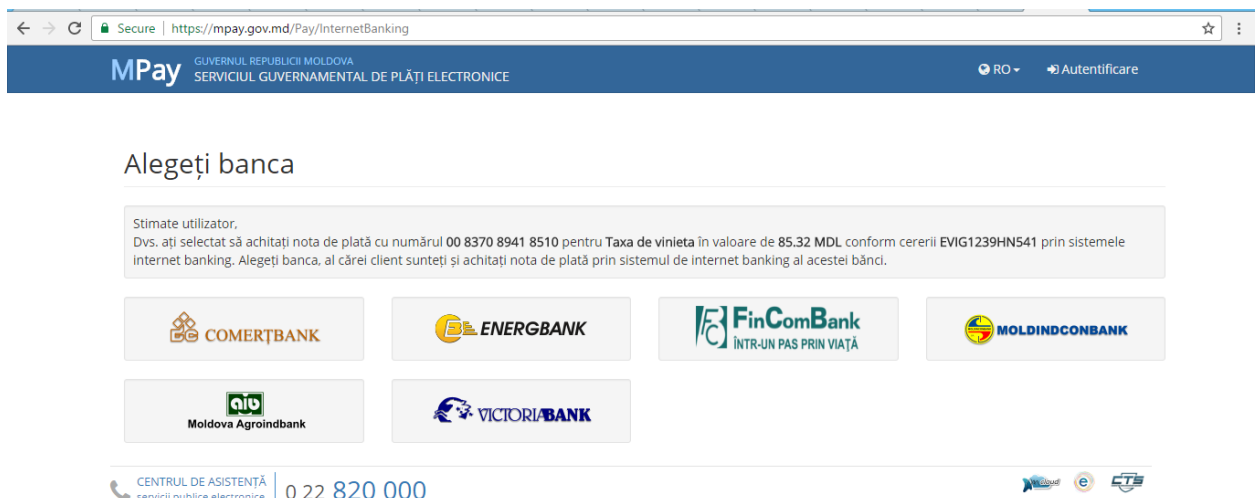 Secure | https://mpay.gov.md/Pay/InternetBanking
MPay
GUVERNUL REPUBLICII MOLDOVA
SERVICIUL GUVERNAMENTAL DE PLĂȚI ELECTRONICE
RO
Autentificare
Alegeți banca
Stimate utilizator,
Dvs. ați selectat să achitați nota de plată cu numărul 00 8370 8941 8510 pentru Taxa de vinieta în valoare de 85.32 MDL conform cererii EVIG1239HN541 prin sistemele
internet banking. Alegeți banca, al cărei client sunteți și achitați nota de plată prin sistemul de internet banking al acestei bănci.
COMERŢBANK
ENERGBANK
FinComBank
ÎNTR-UN PAS PRIN VIAŢĂ
MOLDINDCONBANK
Moldova Agroindbank
VICTORIABANK
CENTRUL DE ASISTENȚĂ
servicii publice electronice
0 22 820 000
e
CTS